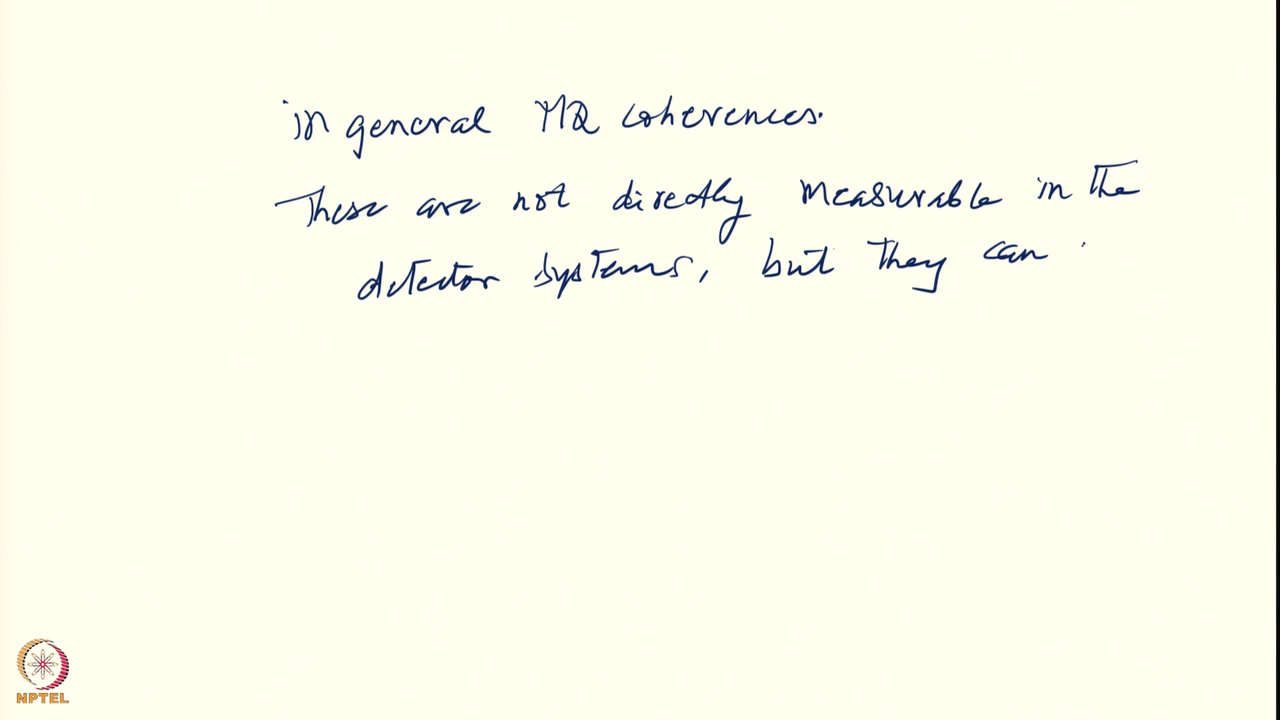 in general MQ coherences.
These are not directly measurable in the
detector systems, but they can
NPTEL